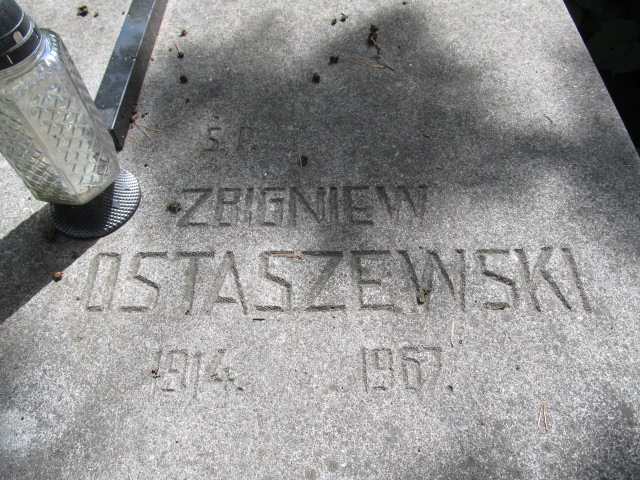 Ś.P.
ZBIGNIEW
OSTASZEWSKI
1914 1967